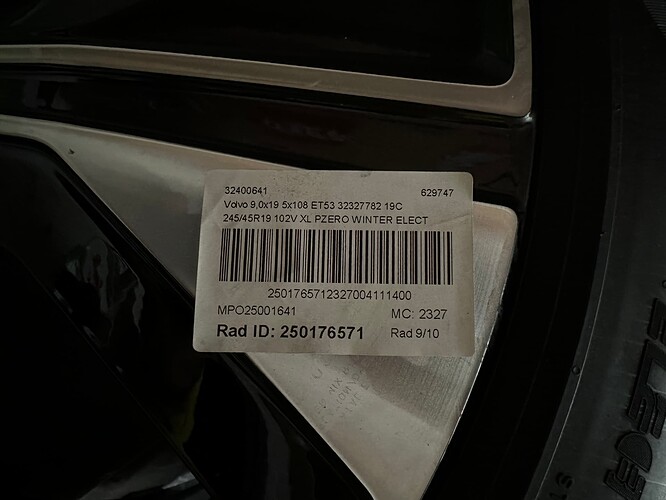 32400641 629747
Volvo 9,0x19 5x108 ET53 32327782 19C
245/45R19 102V XL PZERO WINTER ELECT
2501765712327004111400
MPO25001641 MC: 2327
Rad ID: 250176571 Rad 9/10